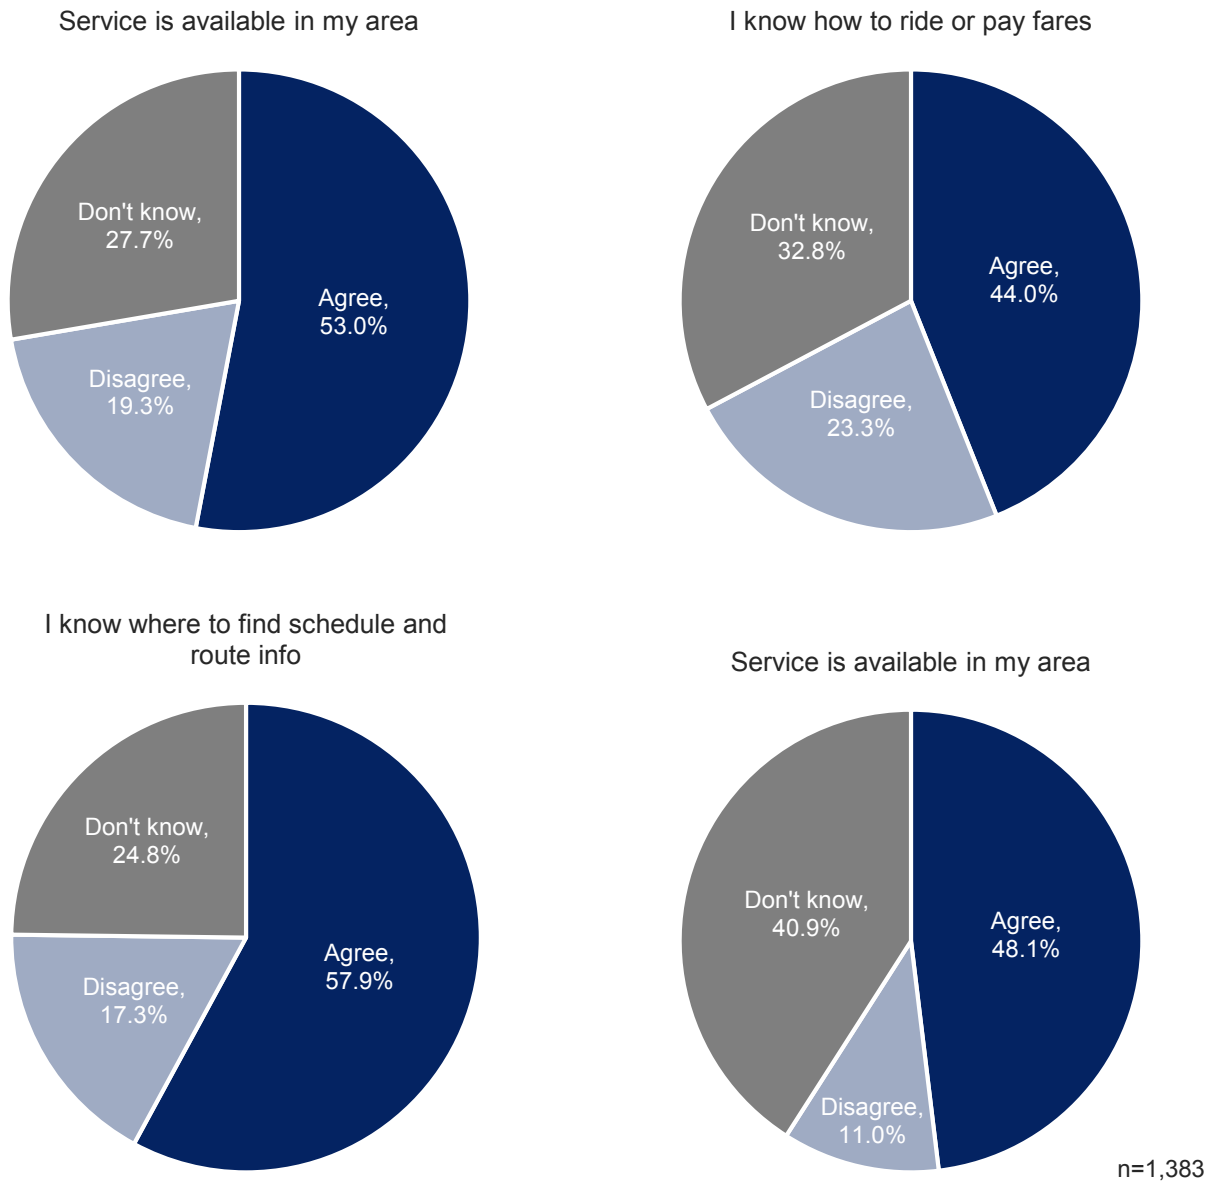 Service is available in my area
Don't know,
27.7%
Agree,
53.0%
Disagree,
19.3%
I know how to ride or pay fares
Don't know,
32.8%
Agree,
44.0%
Disagree,
23.3%
I know where to find schedule and
route info
Don't know,
24.8%
Agree,
57.9%
Disagree,
17.3%
Service is available in my area
Don't know,
40.9%
Agree,
48.1%
Disagree,
11.0%
n=1,383